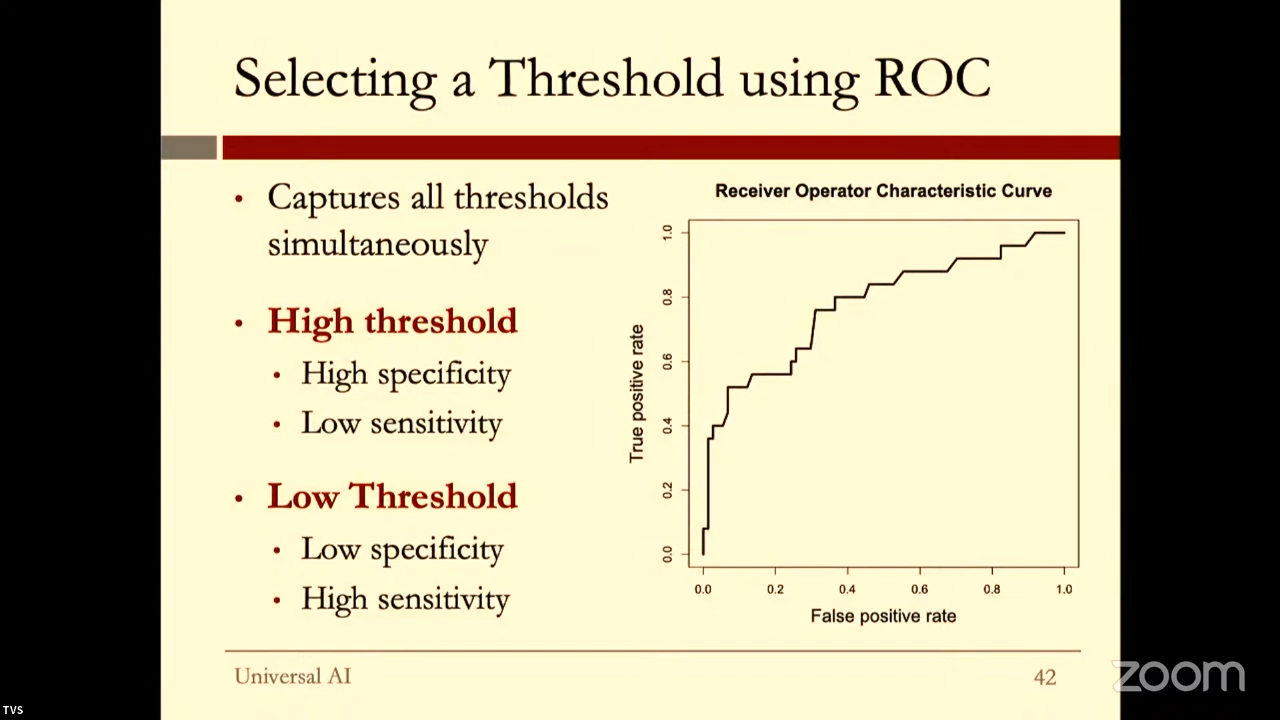 Selecting a Threshold using ROC
• Captures all thresholds
simultaneously
• High threshold
• High specificity
• Low sensitivity
• Low Threshold
• Low specificity
• High sensitivity
Receiver Operator Characteristic Curve
True positive rate
1.0
0.8
0.6
0.4
0.2
0.0
0.0 0.2 0.4 0.6 0.8 1.0
False positive rate
Universal AI
42
zoom
TVS